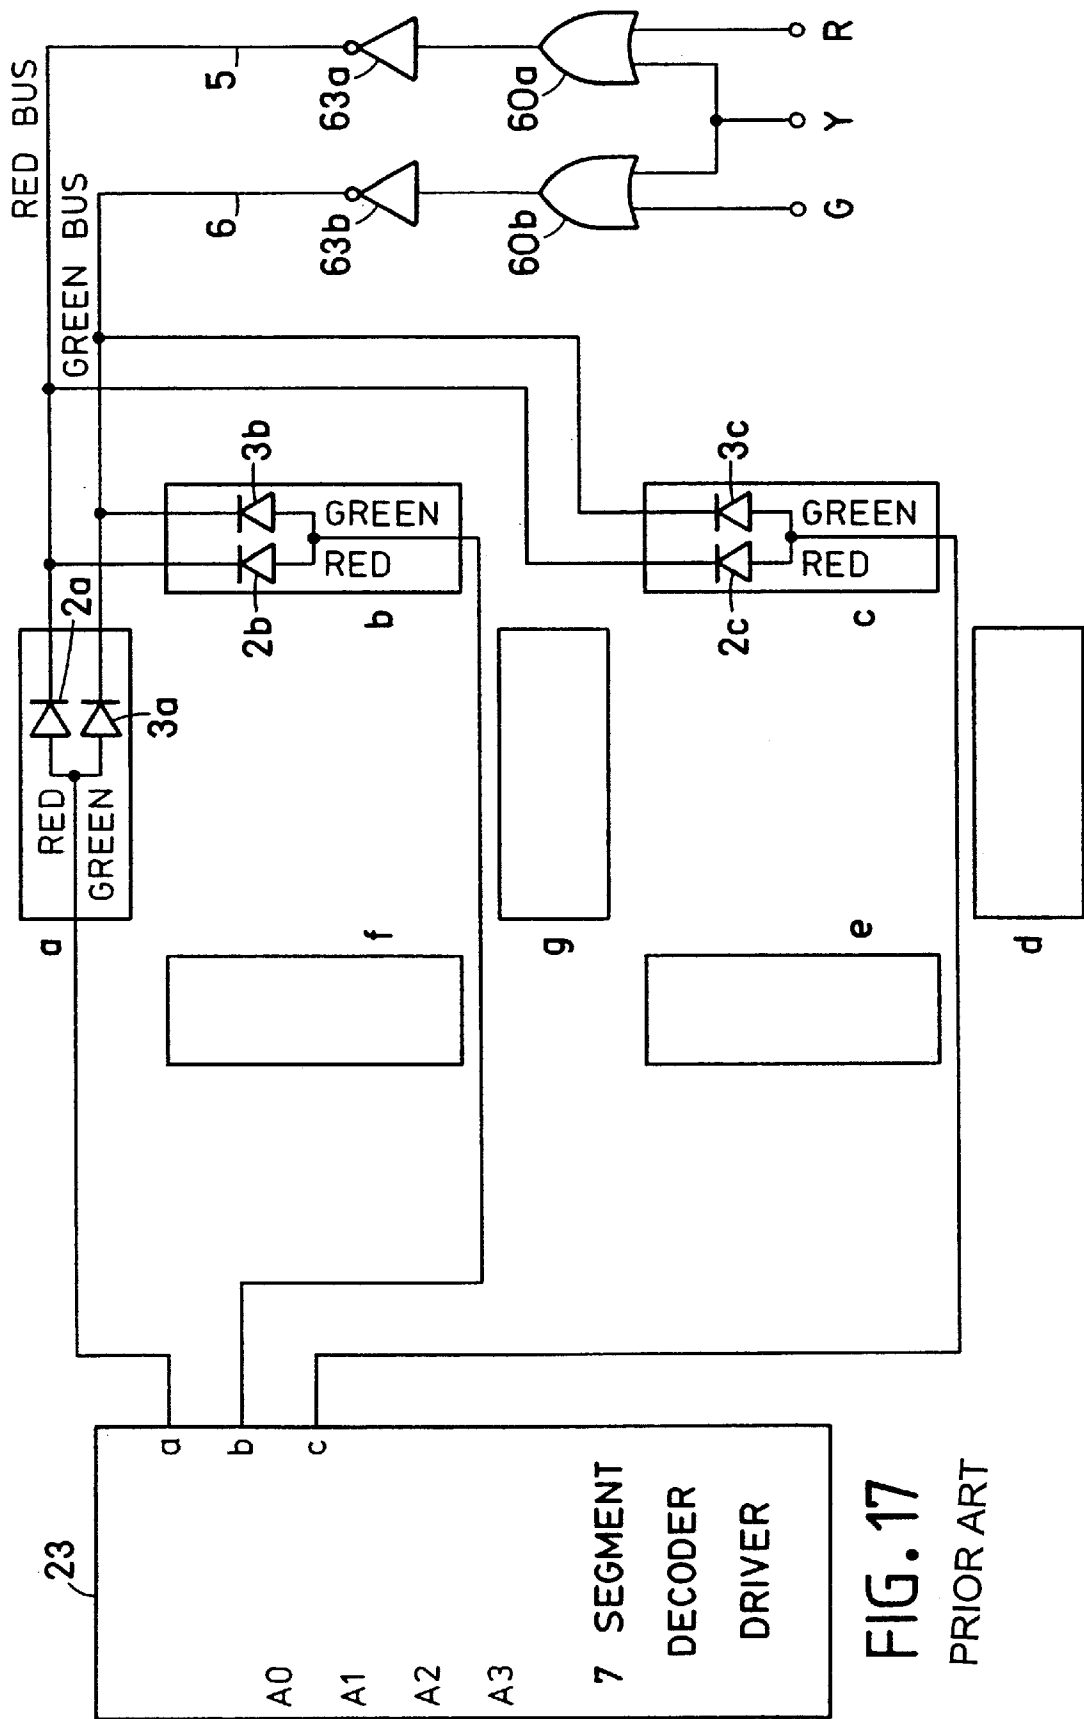 RED BUS
GREEN BUS
5
6
63a
63b
60a
60b
R
Y
G
RED
GREEN
2a
3a
a
3b
GREEN
RED
2b
b
3c
GREEN
RED
2c
c
f
g
e
d
23
a
b
c
A0
A1
A2
A3
7 SEGMENT
DECODER
DRIVER
FIG. 17
PRIOR ART